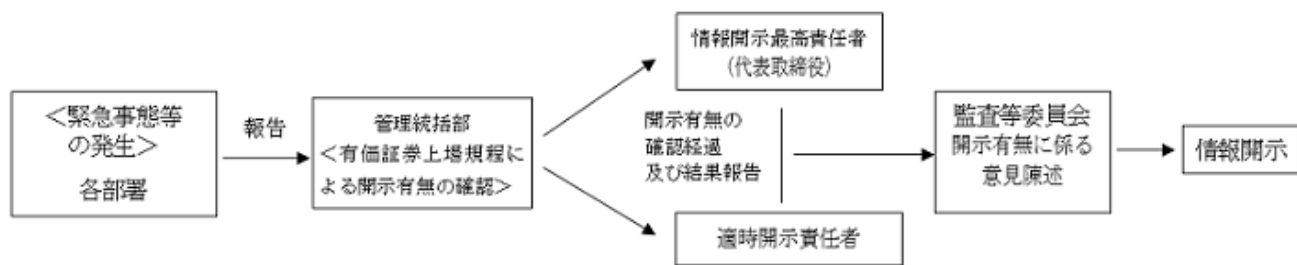 ＜緊急事態等
の発生＞
各部署
報告
管理統括部
＜有価証券上場規程に
よる開示有無の確認＞
情報開示最高責任者
（代表取締役）
開示有無の
確認経過
及び結果報告
適時開示責任者
監査等委員会
開示有無に係る
意見陳述
情報開示